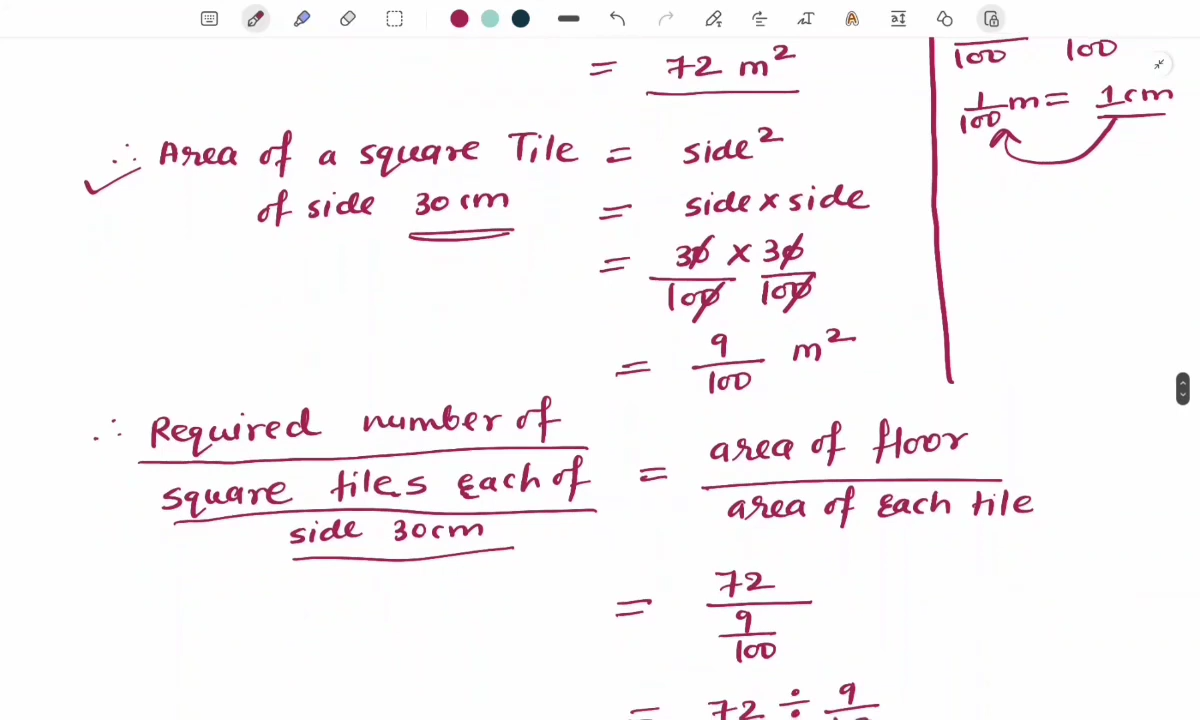 = 72 m²
100 100
1/100 m = 1 cm
∴ Area of a square Tile = side²
of side 30 cm = side x side
= 30/100 x 30/100
= 9/100 m²
∴ Required number of
square tiles each of = area of floor / area of each tile
side 30cm
= 72 / 9/100
= 72 ÷ 9